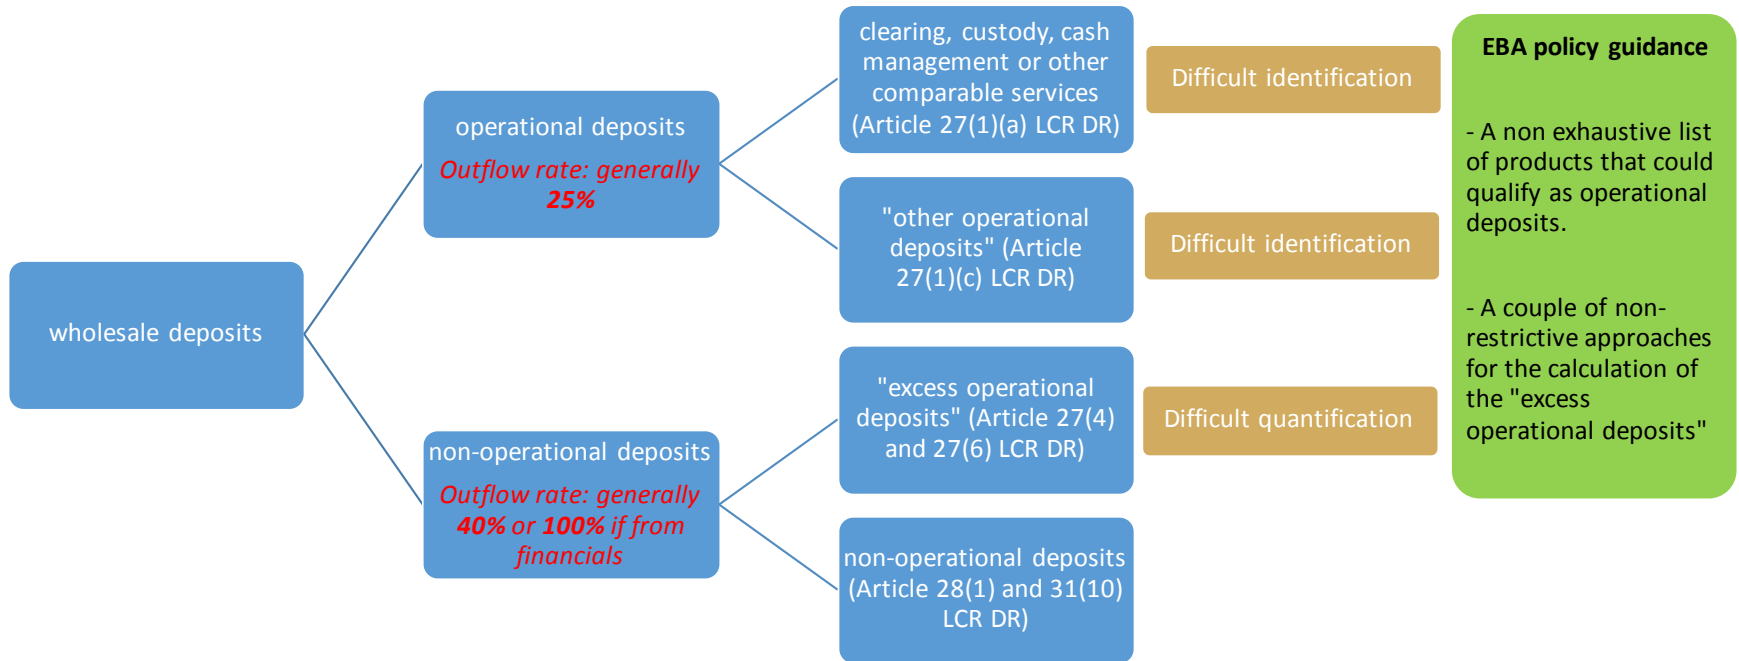 wholesale deposits
operational deposits
Outflow rate: generally
25%
non-operational deposits
Outflow rate: generally
40% or 100% if from
financials
clearing, custody, cash
management or other
comparable services
(Article 27(1)(a) LCR DR)
"other operational
deposits" (Article
27(1)(c) LCR DR)
"excess operational
deposits" (Article 27(4)
and 27(6) LCR DR)
non-operational deposits
(Article 28(1) and 31(10)
LCR DR)
Difficult identification
Difficult identification
Difficult quantification
EBA policy guidance
- A non exhaustive list
of products that could
qualify as operational
deposits.
- A couple of non-
restrictive approaches
for the calculation of
the "excess
operational deposits"